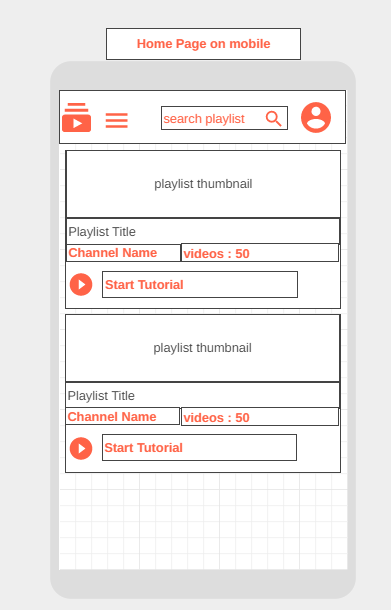 Home Page on mobile
search playlist
playlist thumbnail
Playlist Title
Channel Name videos : 50
Start Tutorial
playlist thumbnail
Playlist Title
Channel Name videos : 50
Start Tutorial